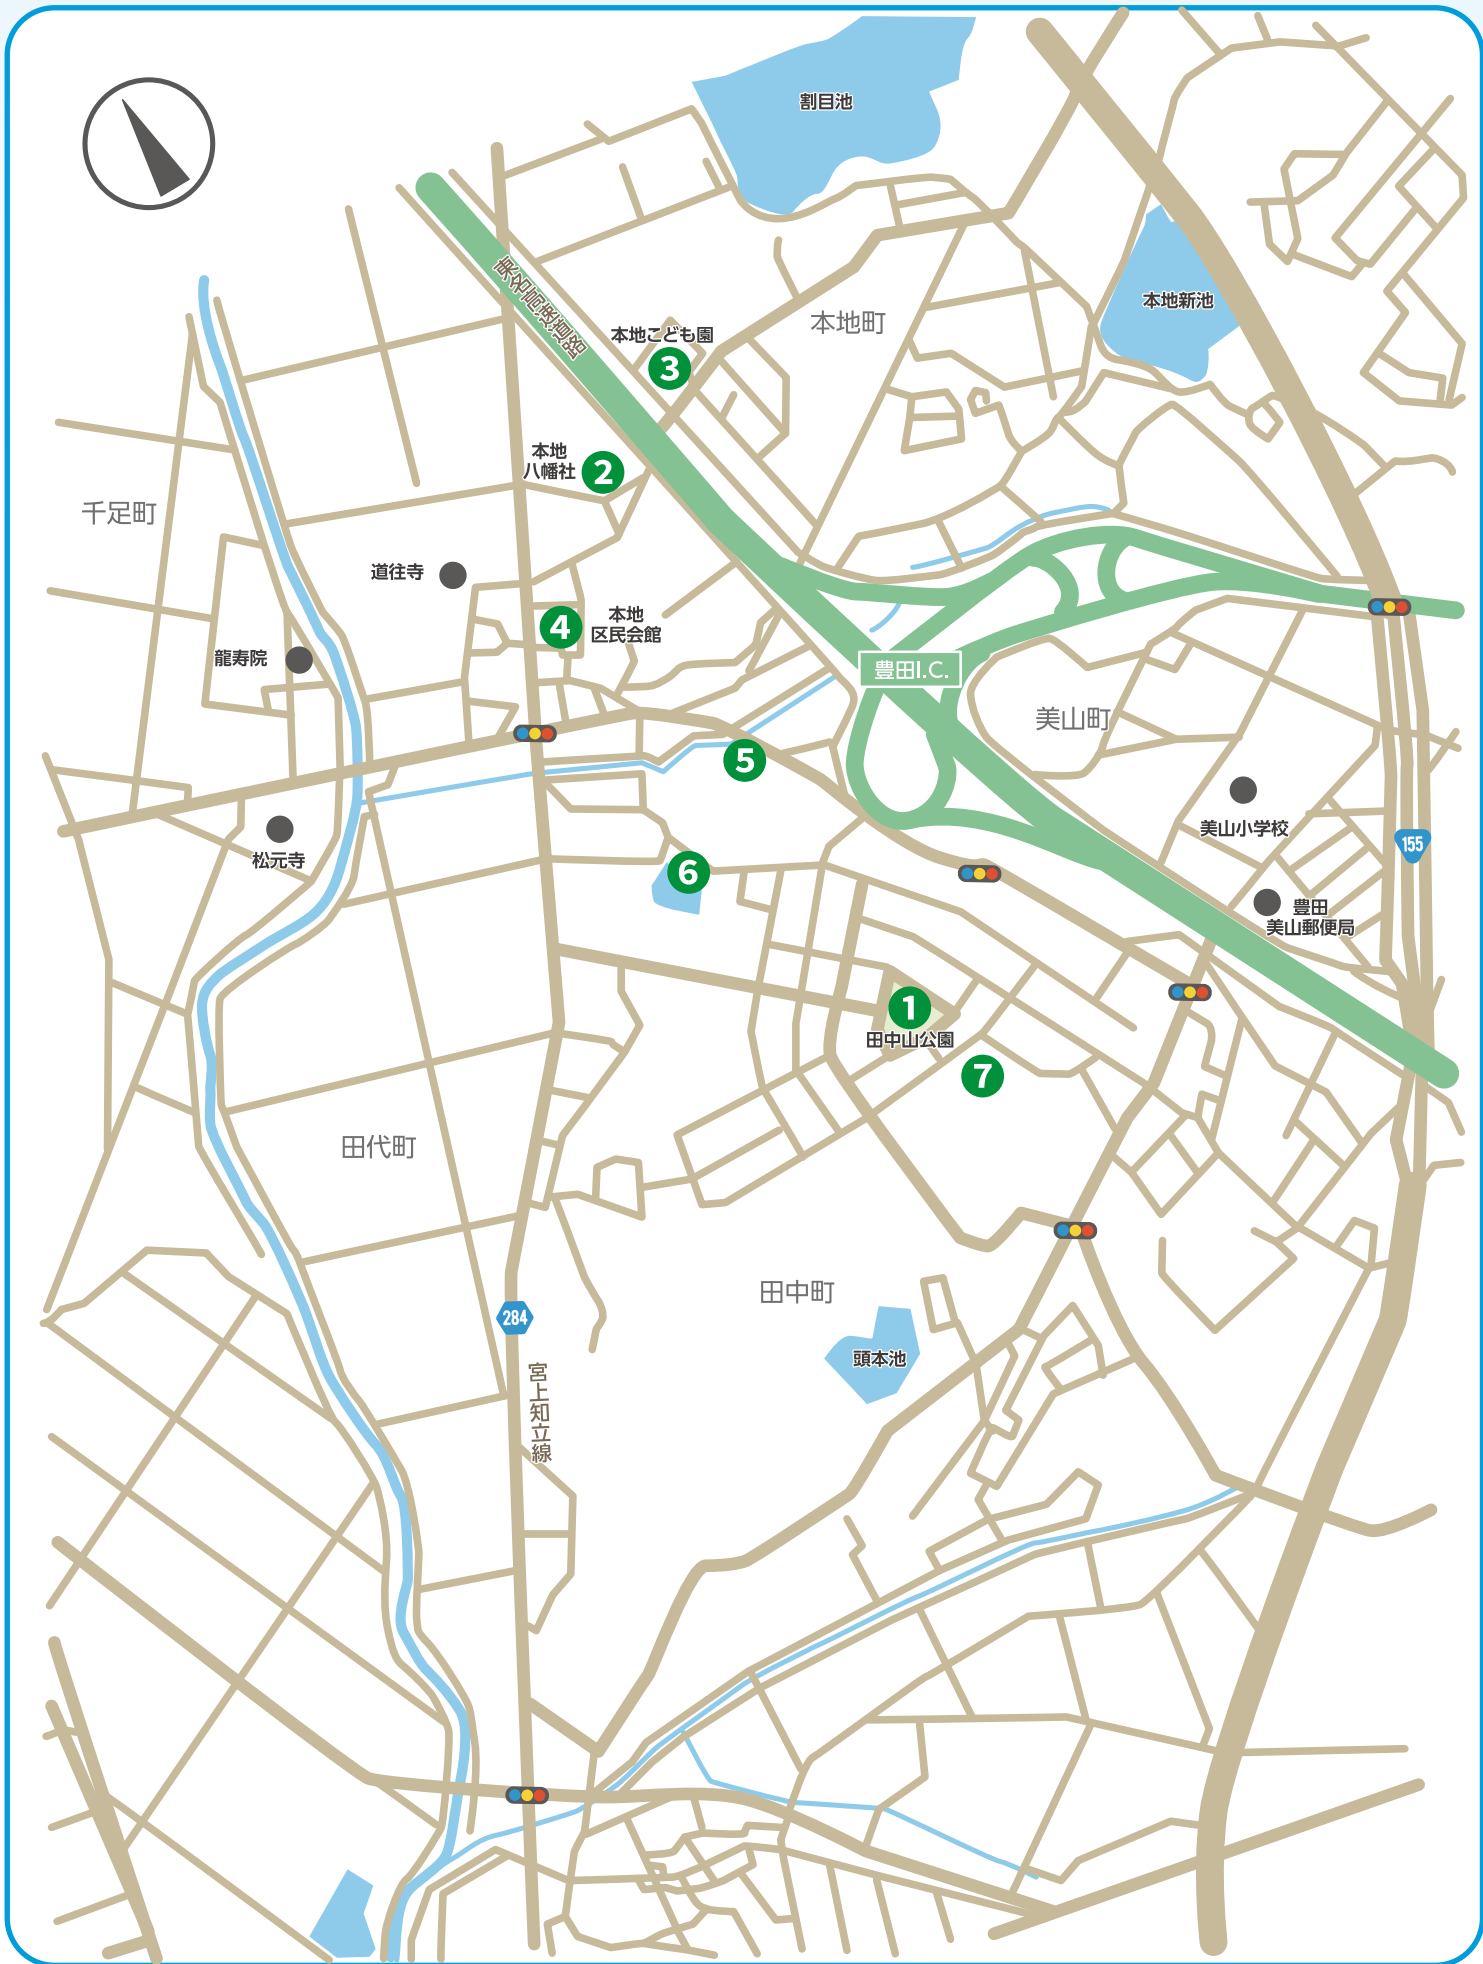 割目池
本地新池
東名高速道路
本地こども園
3
本地町
本地
八幡社
2
千足町
道往寺
4
本地
区民会館
龍寿院
豊田I.C.
美山町
5
美山小学校
松元寺
155
6
豊田
美山郵便局
1
田中山公園
7
田代町
田中町
284
頭本池
宮上知立線